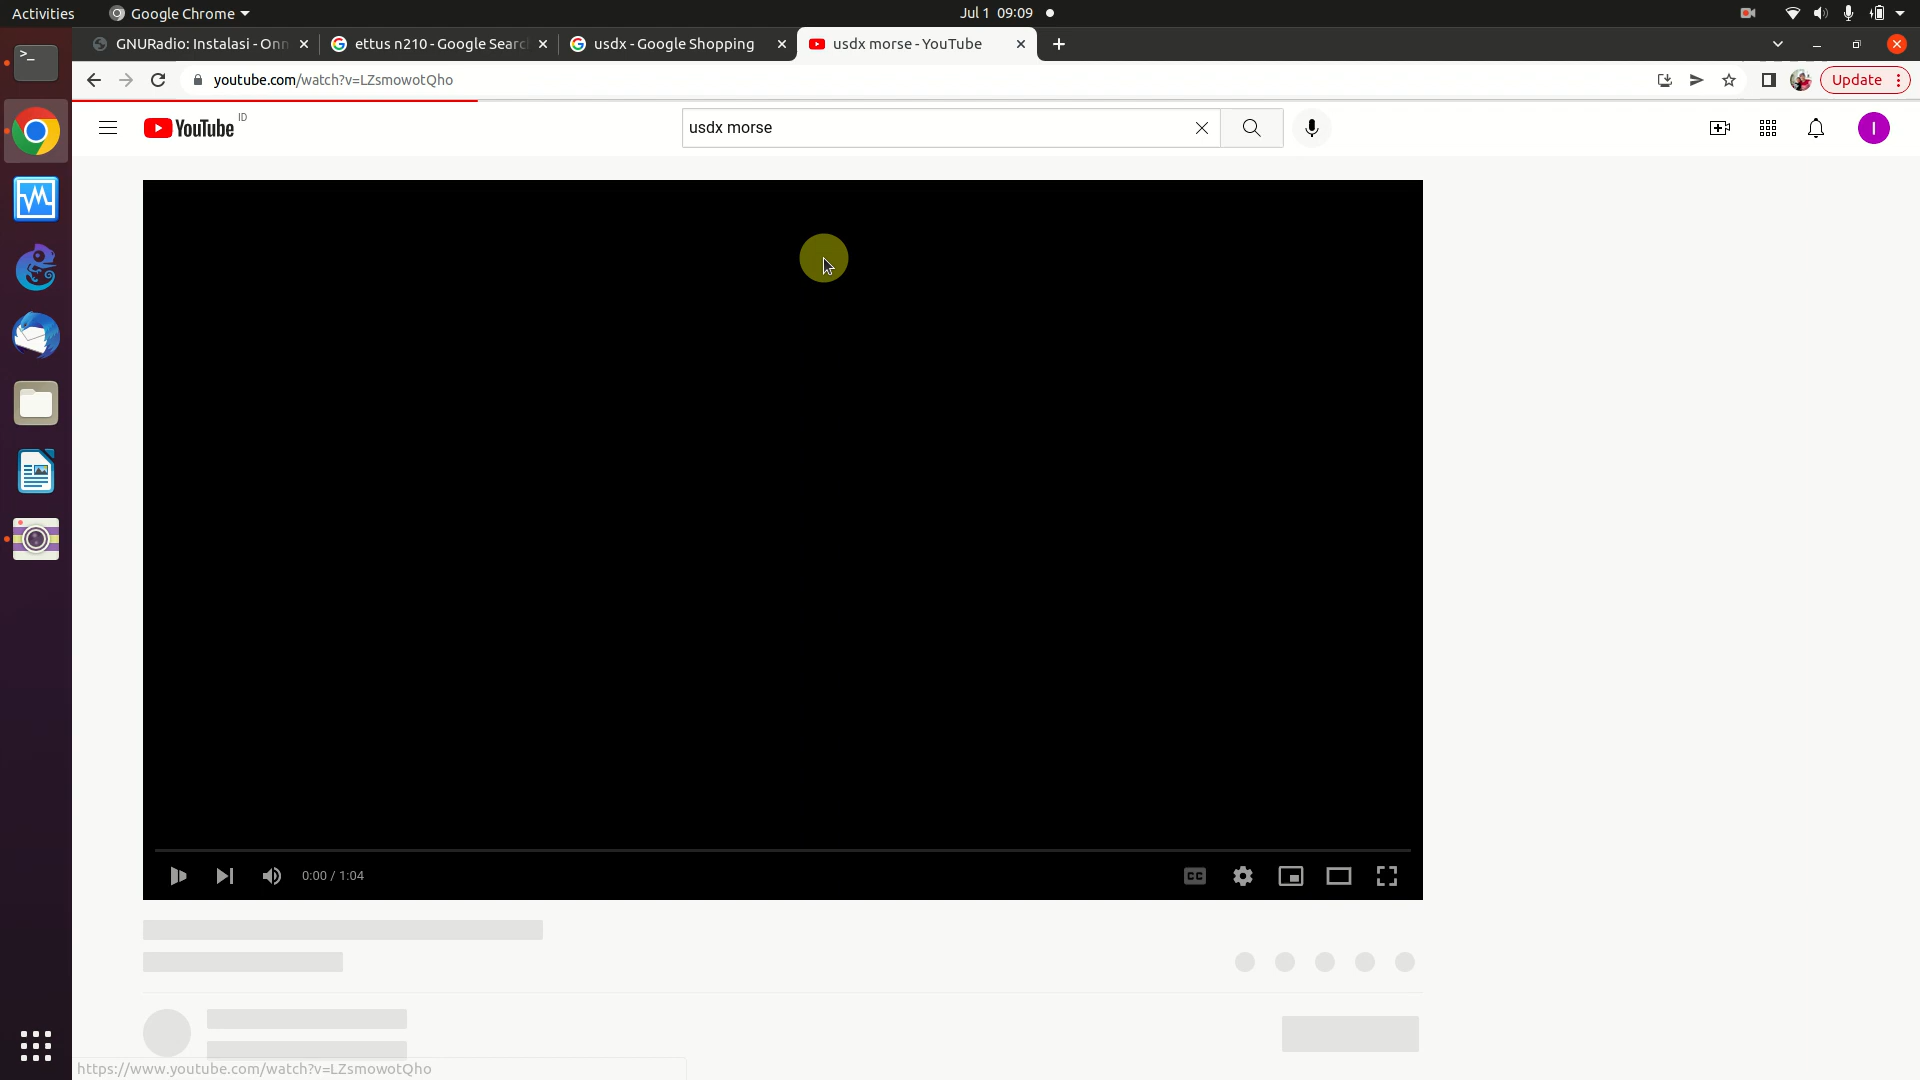 Activities
Google Chrome
Jul 1 09:09
GNURadio: Instalasi - Onn
ettus n210 - Google Searc
usdx - Google Shopping
usdx morse - YouTube
youtube.com/watch?v=LZsmowotQho
Update
YouTube ID
usdx morse
I
0:00 / 1:04
CC
https://www.youtube.com/watch?v=LZsmowotQho